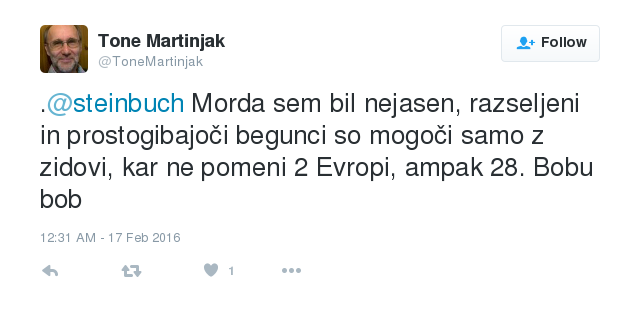 Tone Martinjak
@ToneMartinjak
Follow
.@steinbuch Morda sem bil nejasen, razseljeni
in prostogibajoči begunci so mogoči samo z
zidovi, kar ne pomeni 2 Evropi, ampak 28. Bobu
bob
12:31 AM - 17 Feb 2016
1